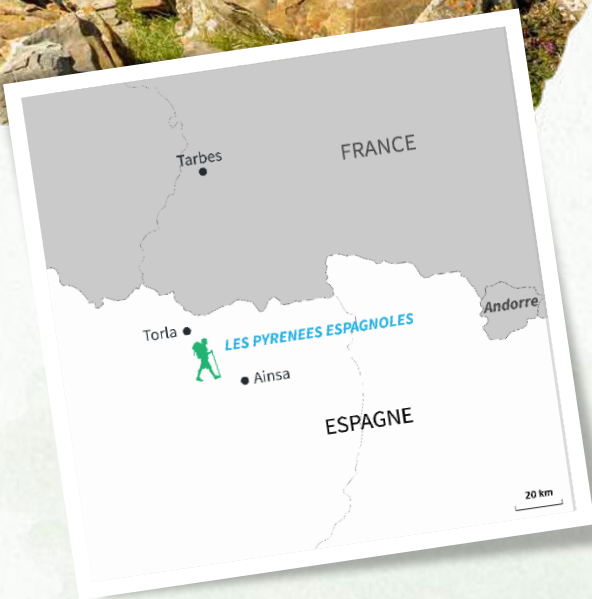 Tarbes
FRANCE
Andorre
Torla
LES PYRENEES ESPAGNOLES
Ainsa
ESPAGNE
20 km